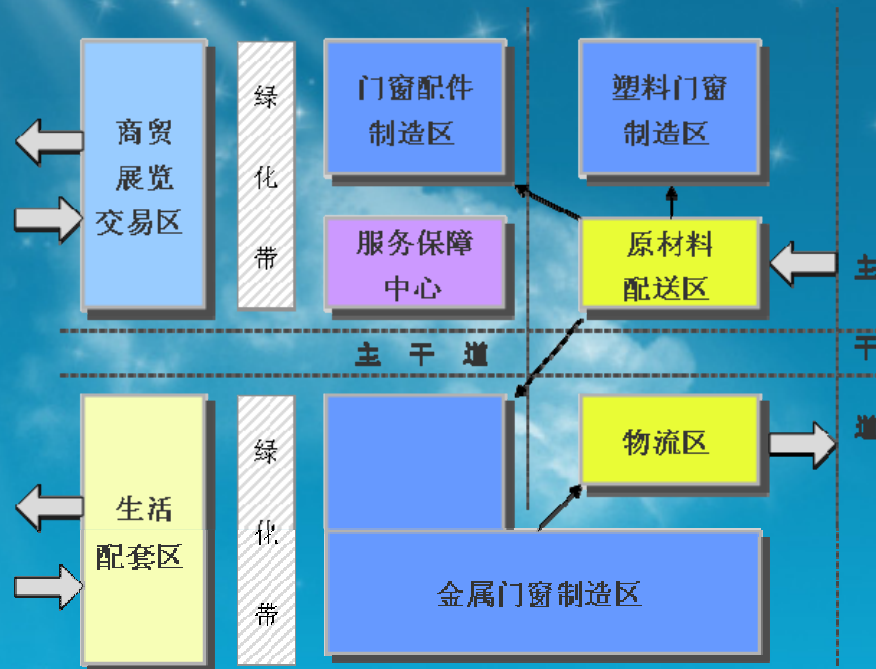 商贸
展览
交易区
绿
化
带
门窗配件
制造区
塑料门窗
制造区
服务保障
中心
原材料
配送区
主干道
主
干
道
生活
配套区
绿
化
带
物流区
金属门窗制造区